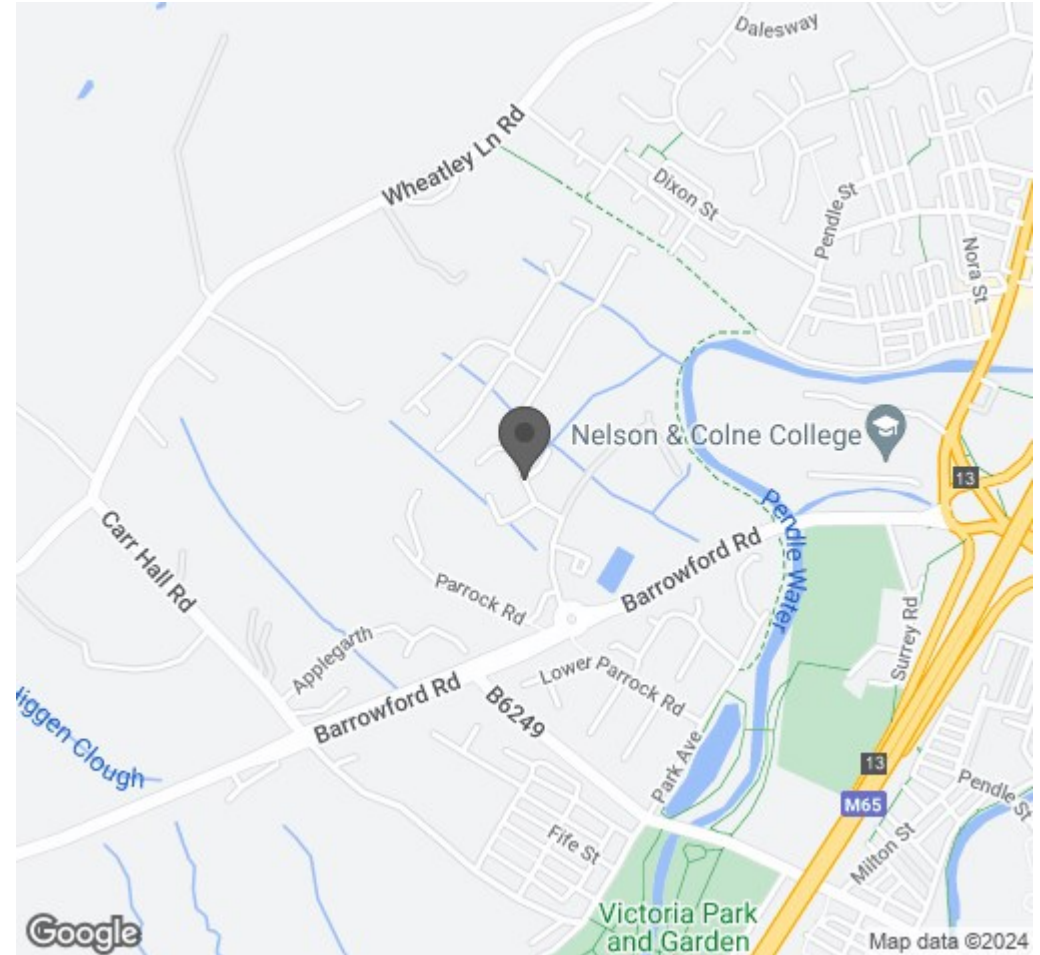 Dalesway
Wheatley Ln Rd
Dixon St
Pendle St
Nora St
Nelson & Colne College
13
Pendle Water
Carr Hall Rd
Barrowford Rd
Parrock Rd
Surrey Rd
Applegarth
Lower Parrock Rd
Barrowford Rd
B6249
Higgen Clough
Park Ave
13
M65
Pendle St
Fife St
Milton St
Victoria Park
and Garden
Google
Map data ©2024